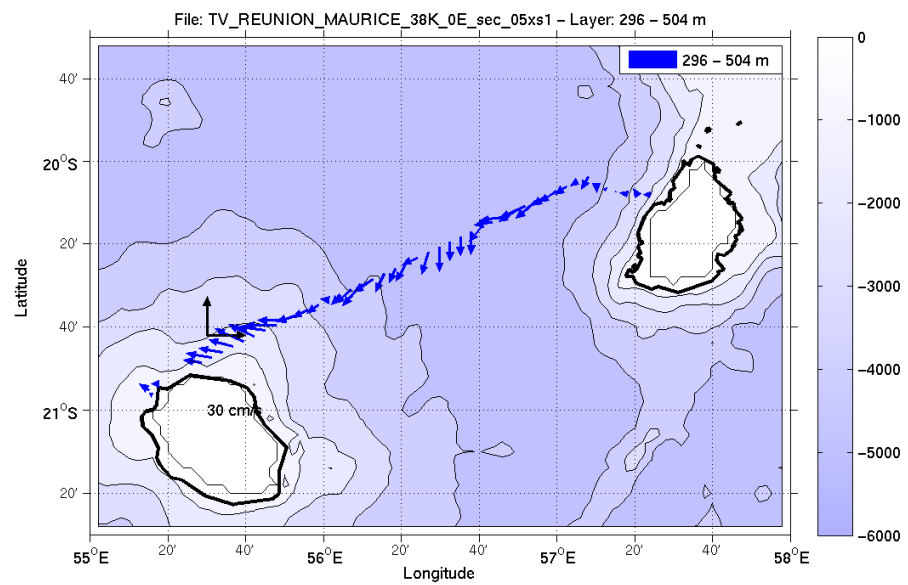 File: TV_REUNION_MAURICE_38K_0E_sec_05xs1 – Layer: 296 – 504 m
296 – 504 m
40'
20°S
20'
40'
21°S
20'
Latitude
30 cm/s
55°E
20'
40'
56°E
20'
40'
57°E
20'
40'
58°E
Longitude
0
−1000
−2000
−3000
−4000
−5000
−6000